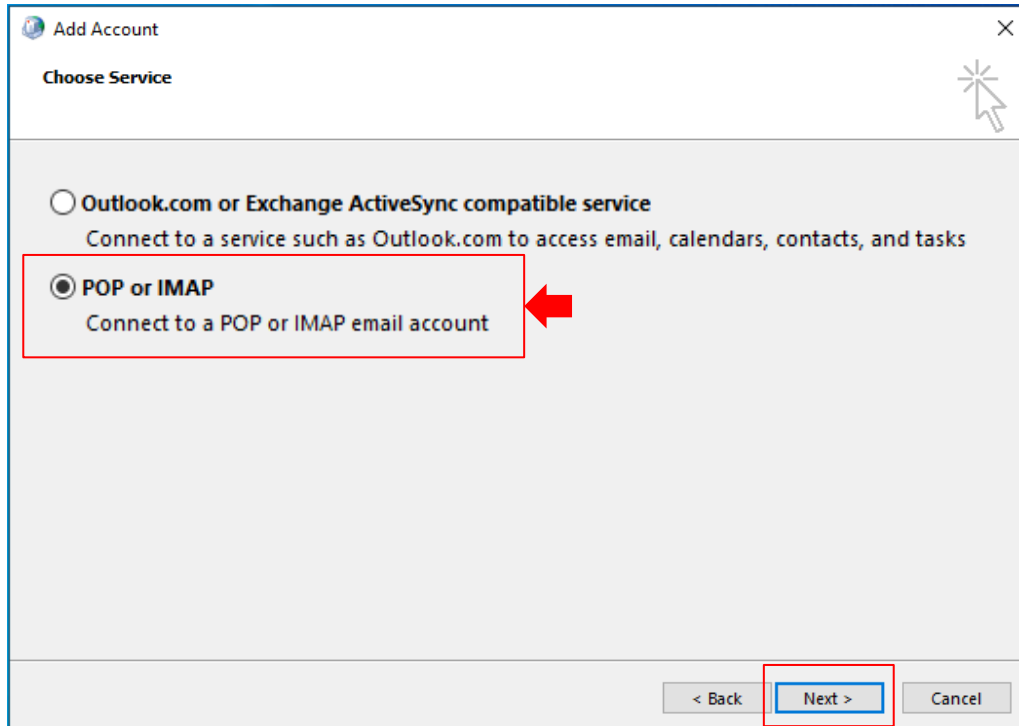 Add Account
Choose Service
Outlook.com or Exchange ActiveSync compatible service
Connect to a service such as Outlook.com to access email, calendars, contacts, and tasks
POP or IMAP
Connect to a POP or IMAP email account
< Back Next > Cancel